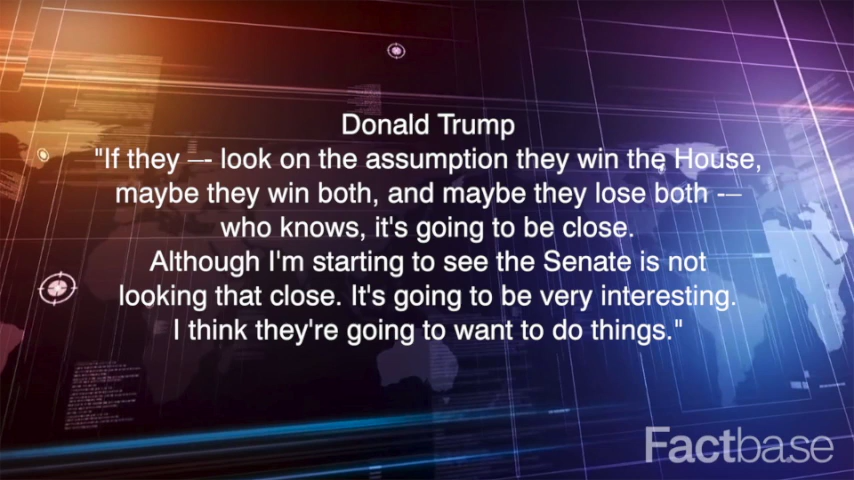 Donald Trump
"If they –- look on the assumption they win the House,
maybe they win both, and maybe they lose both -–
who knows, it's going to be close.
Although I'm starting to see the Senate is not
looking that close. It's going to be very interesting.
I think they're going to want to do things."
Factbase